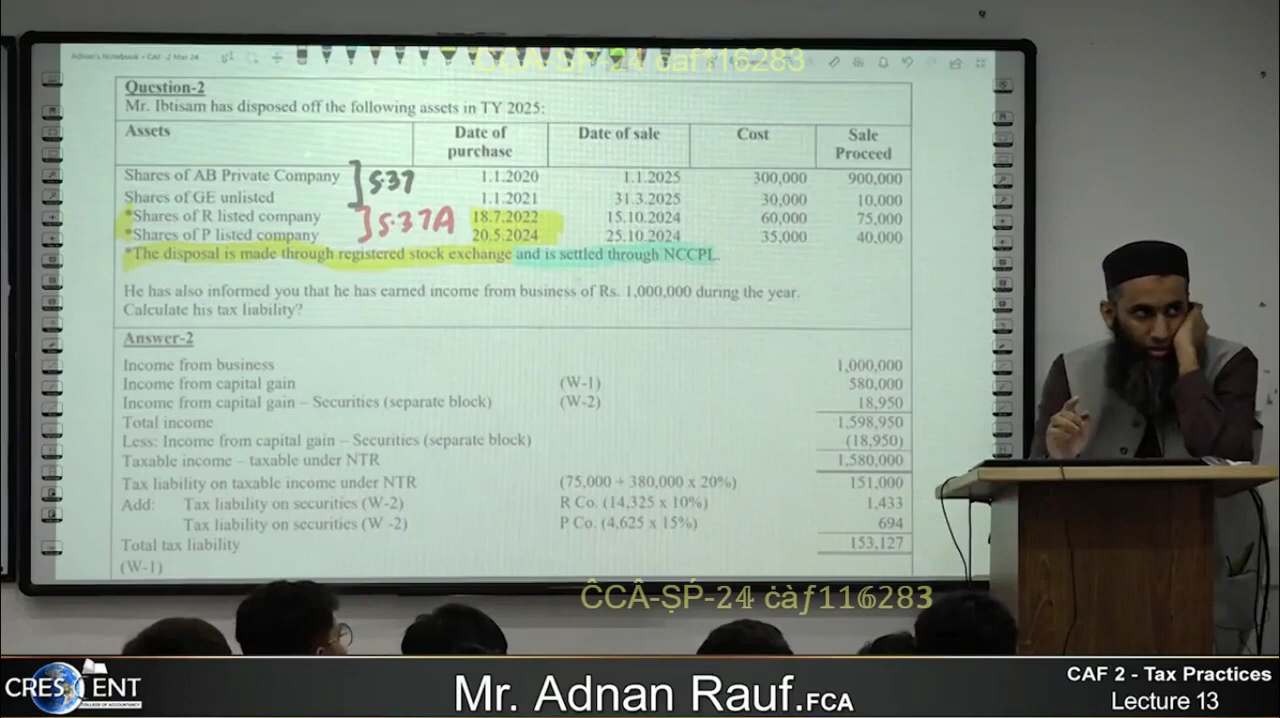 Adnan's Notebook - CAF -2 Mar 24
CCA-SP-24 caf116283
Question-2
Mr. Ibtisam has disposed off the following assets in TY 2025:
Assets Date of purchase Date of sale Cost Sale Proceed
Shares of AB Private Company 1.1.2020 1.1.2025 300,000 900,000
S·37
Shares of GE unlisted 1.1.2021 31.3.2025 30,000 10,000
*Shares of R listed company 18.7.2022 15.10.2024 60,000 75,000
S·37A
*Shares of P listed company 20.5.2024 25.10.2024 35,000 40,000
*The disposal is made through registered stock exchange and is settled through NCCPL.
He has also informed you that he has earned income from business of Rs. 1,000,000 during the year.
Calculate his tax liability?
Answer-2
Income from business 1,000,000
Income from capital gain (W-1) 580,000
Income from capital gain – Securities (separate block) (W-2) 18,950
Total income 1,598,950
Less: Income from capital gain – Securities (separate block) (18,950)
Taxable income – taxable under NTR 1,580,000
Tax liability on taxable income under NTR (75,000 + 380,000 x 20%) 151,000
Add: Tax liability on securities (W-2) R Co. (14,325 x 10%) 1,433
Tax liability on securities (W -2) P Co. (4,625 x 15%) 694
Total tax liability 153,127
(W-1)
ĈCÂ-ṢṔ-2𝟜 ċàƒ11𝟞28𝟛
CRESCENT
COLLEGE OF ACCOUNTANCY
Mr. Adnan Rauf.FCA
CAF 2 - Tax Practices
Lecture 13